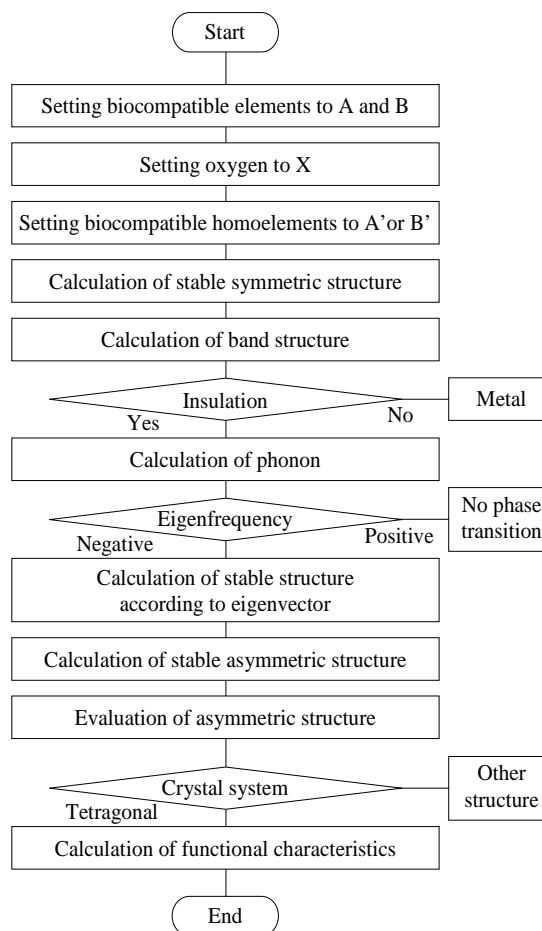 Start
Setting biocompatible elements to A and B
Setting oxygen to X
Setting biocompatible homoelements to A’or B’
Calculation of stable symmetric structure
Calculation of band structure
Insulation
Yes
No
Metal
Calculation of phonon
Eigenfrequency
Negative
Positive
No phase
transition
Calculation of stable structure
according to eigenvector
Calculation of stable asymmetric structure
Evaluation of asymmetric structure
Crystal system
Tetragonal
Other
structure
Calculation of functional characteristics
End